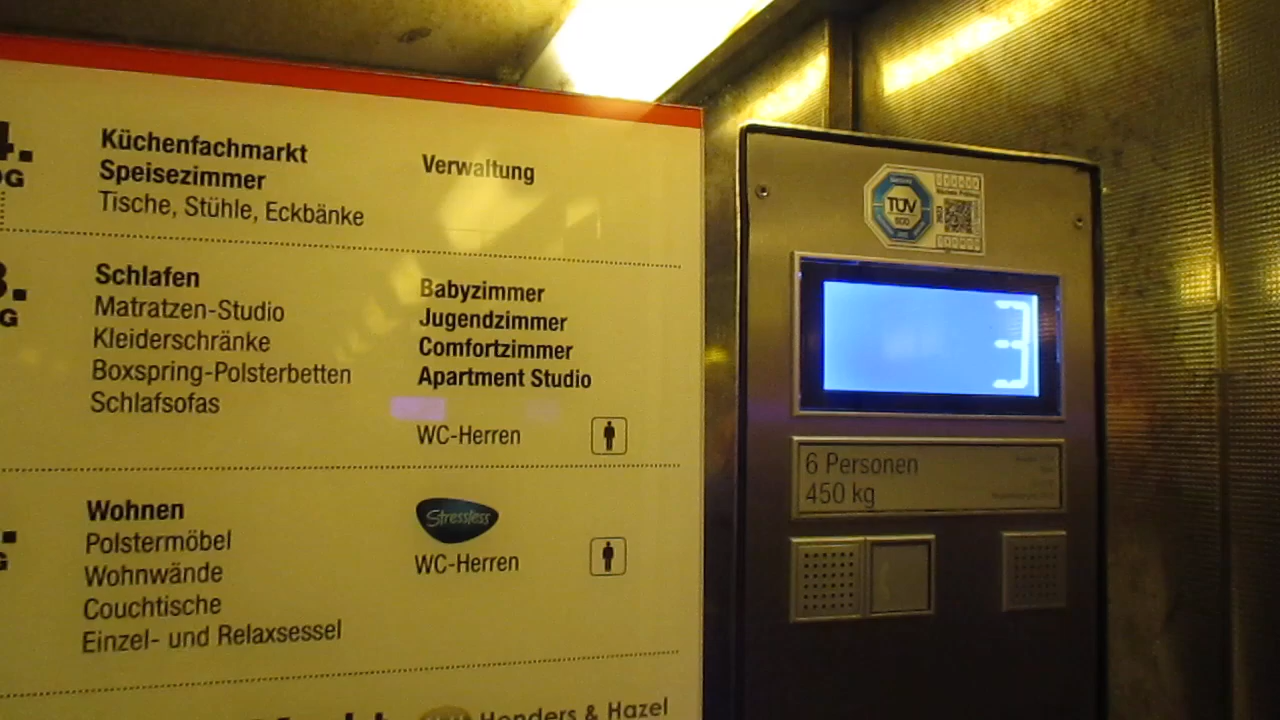 4.
OG
Küchenfachmarkt
Speisezimmer
Tische, Stühle, Eckbänke
Verwaltung
3.
Schlafen
Matratzen-Studio
Kleiderschränke
Boxspring-Polsterbetten
Schlafsofas
Babyzimmer
Jugendzimmer
Comfortzimmer
Apartment Studio
WC-Herren
Wohnen
Polstermöbel
Wohnwände
Couchtische
Einzel- und Relaxsessel
Stressless
WC-Herren
Henders & Hazel
TÜV
SÜD
3
6 Personen
450 kg